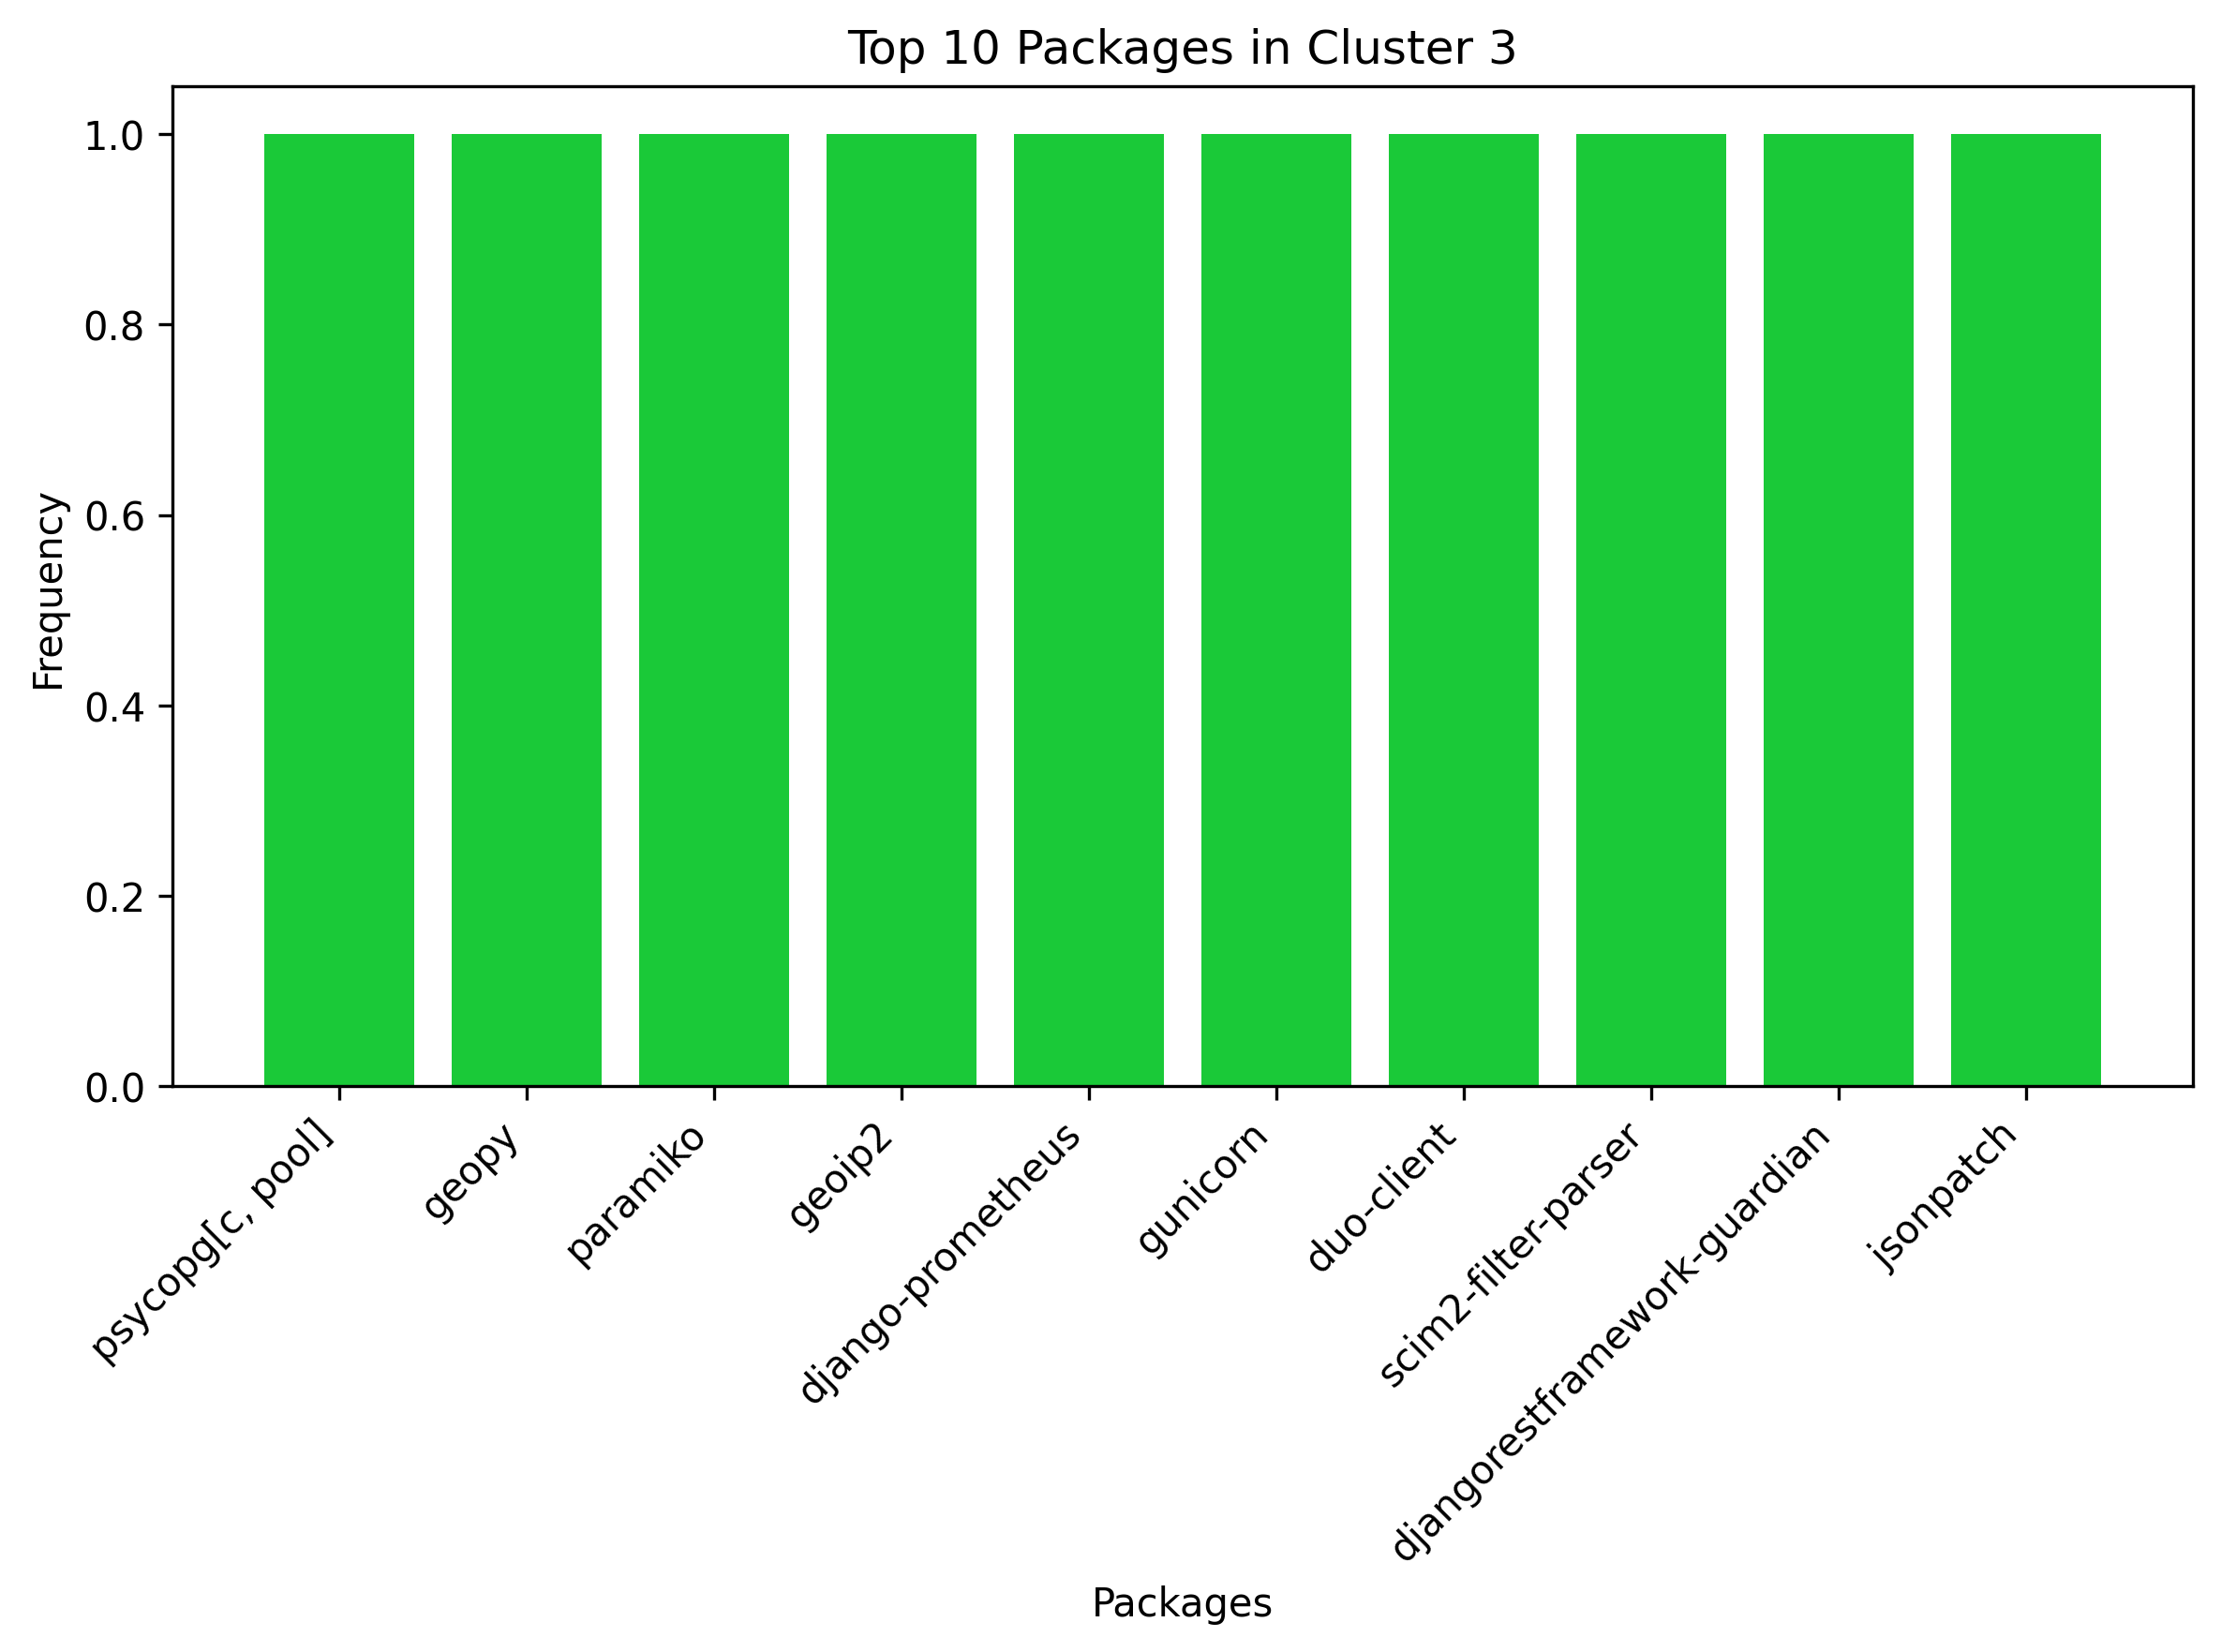 Top 10 Packages in Cluster 3
Frequency
1.0
0.8
0.6
0.4
0.2
0.0
psycopg[c, pool]
geopy
paramiko
geoip2
django-prometheus
gunicorn
duo-client
scim2-filter-parser
djangorestframework-guardian
jsonpatch
Packages